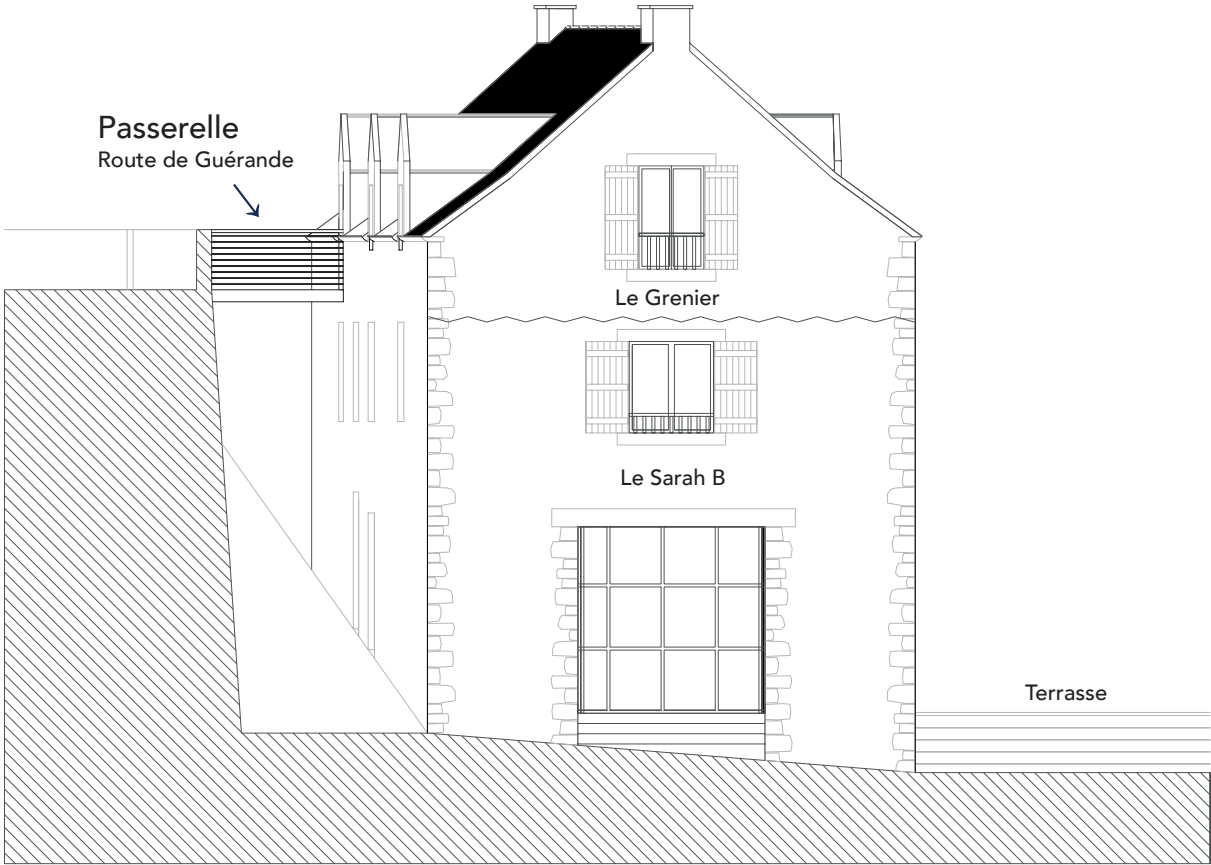 Passerelle
Route de Guérande
Le Grenier
Le Sarah B
Terrasse